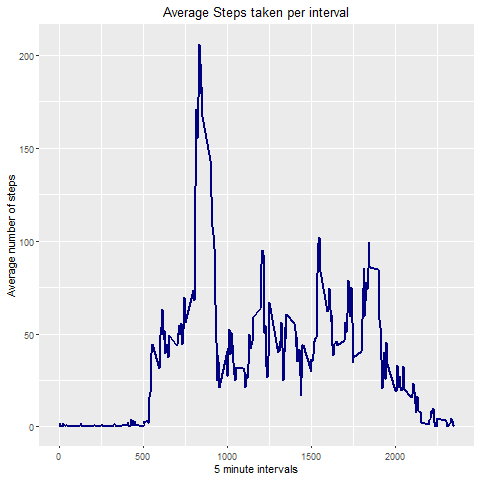 Average Steps taken per interval
Average number of steps
200
150
100
50
0
0 500 1000 1500 2000
5 minute intervals